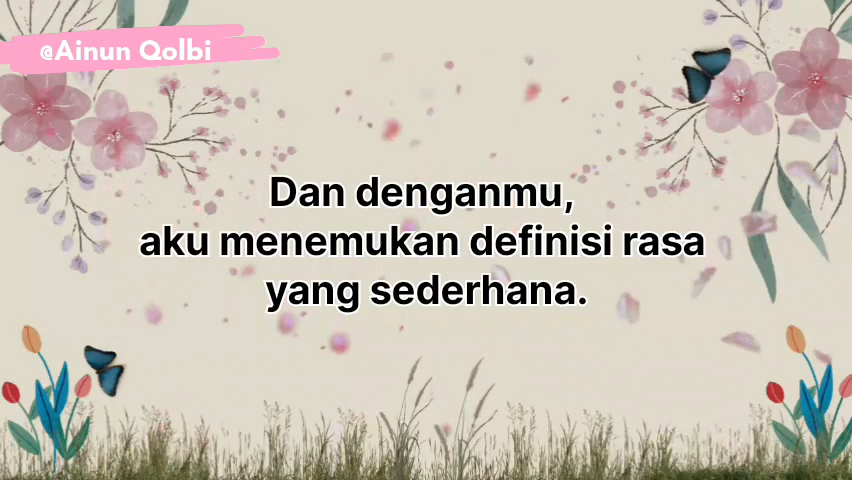 @Ainun Qolbi
Dan denganmu,
aku menemukan definisi rasa
yang sederhana.